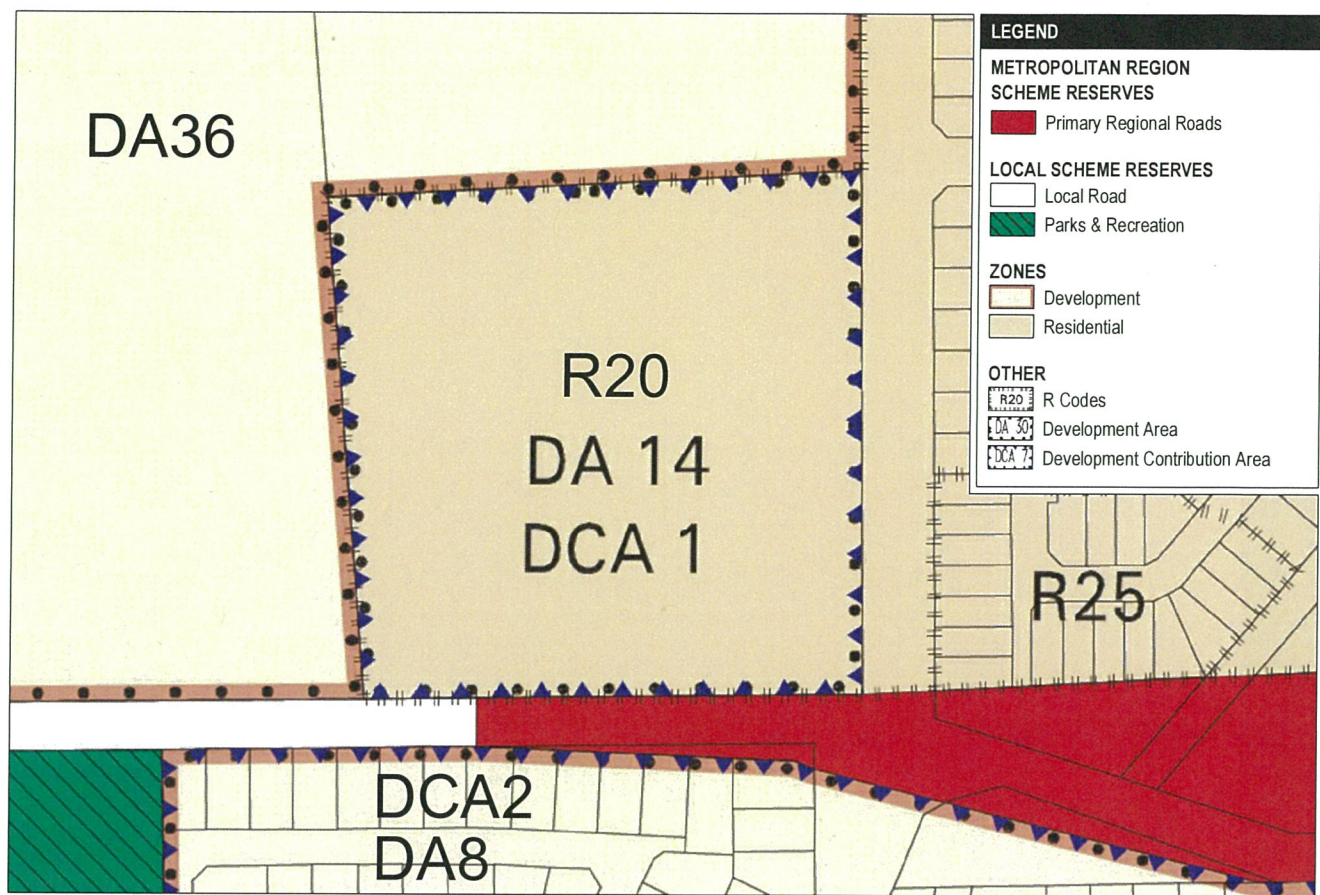 DA36
R20
DA 14
DCA 1
R25
DCA2
DA8
LEGEND
METROPOLITAN REGION
SCHEME RESERVES
Primary Regional Roads
LOCAL SCHEME RESERVES
Local Road
Parks & Recreation
ZONES
Development
Residential
OTHER
R20 R Codes
DA 30 Development Area
DCA 7 Development Contribution Area